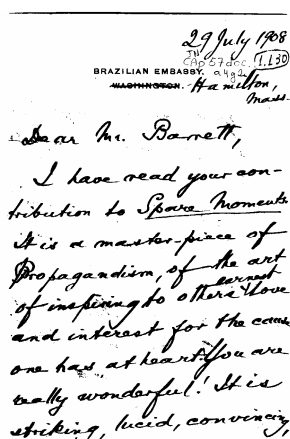 29 July 1908
CAp 57 doc. 1.1.30
BRAZILIAN EMBASSY.
WASHINGTON. Hamilton,
Mass.
Dear Mr. Barrett,
I have read your con-
tribution to Spare Moments.
It is a master-piece of
Propagandism, of the art
of inspiring to others earnest love
and interest for the cause
one has at heart. You are
really wonderful! It is
striking, lucid, convincing